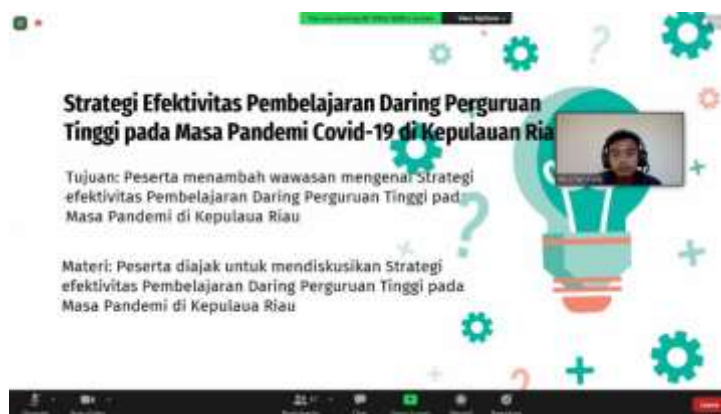 Strategi Efektivitas Pembelajaran Daring Perguruan
Tinggi pada Masa Pandemi Covid-19 di Kepulauan Ria
Tujuan: Peserta menambah wawasan mengenai Strategi
efektivitas Pembelajaran Daring Perguruan Tinggi pad
Masa Pandemi di Kepulaua Riau
Materi: Peserta diajak untuk mendiskusikan Strategi
efektivitas Pembelajaran Daring Perguruan Tinggi pada
Masa Pandemi di Kepulaua Riau